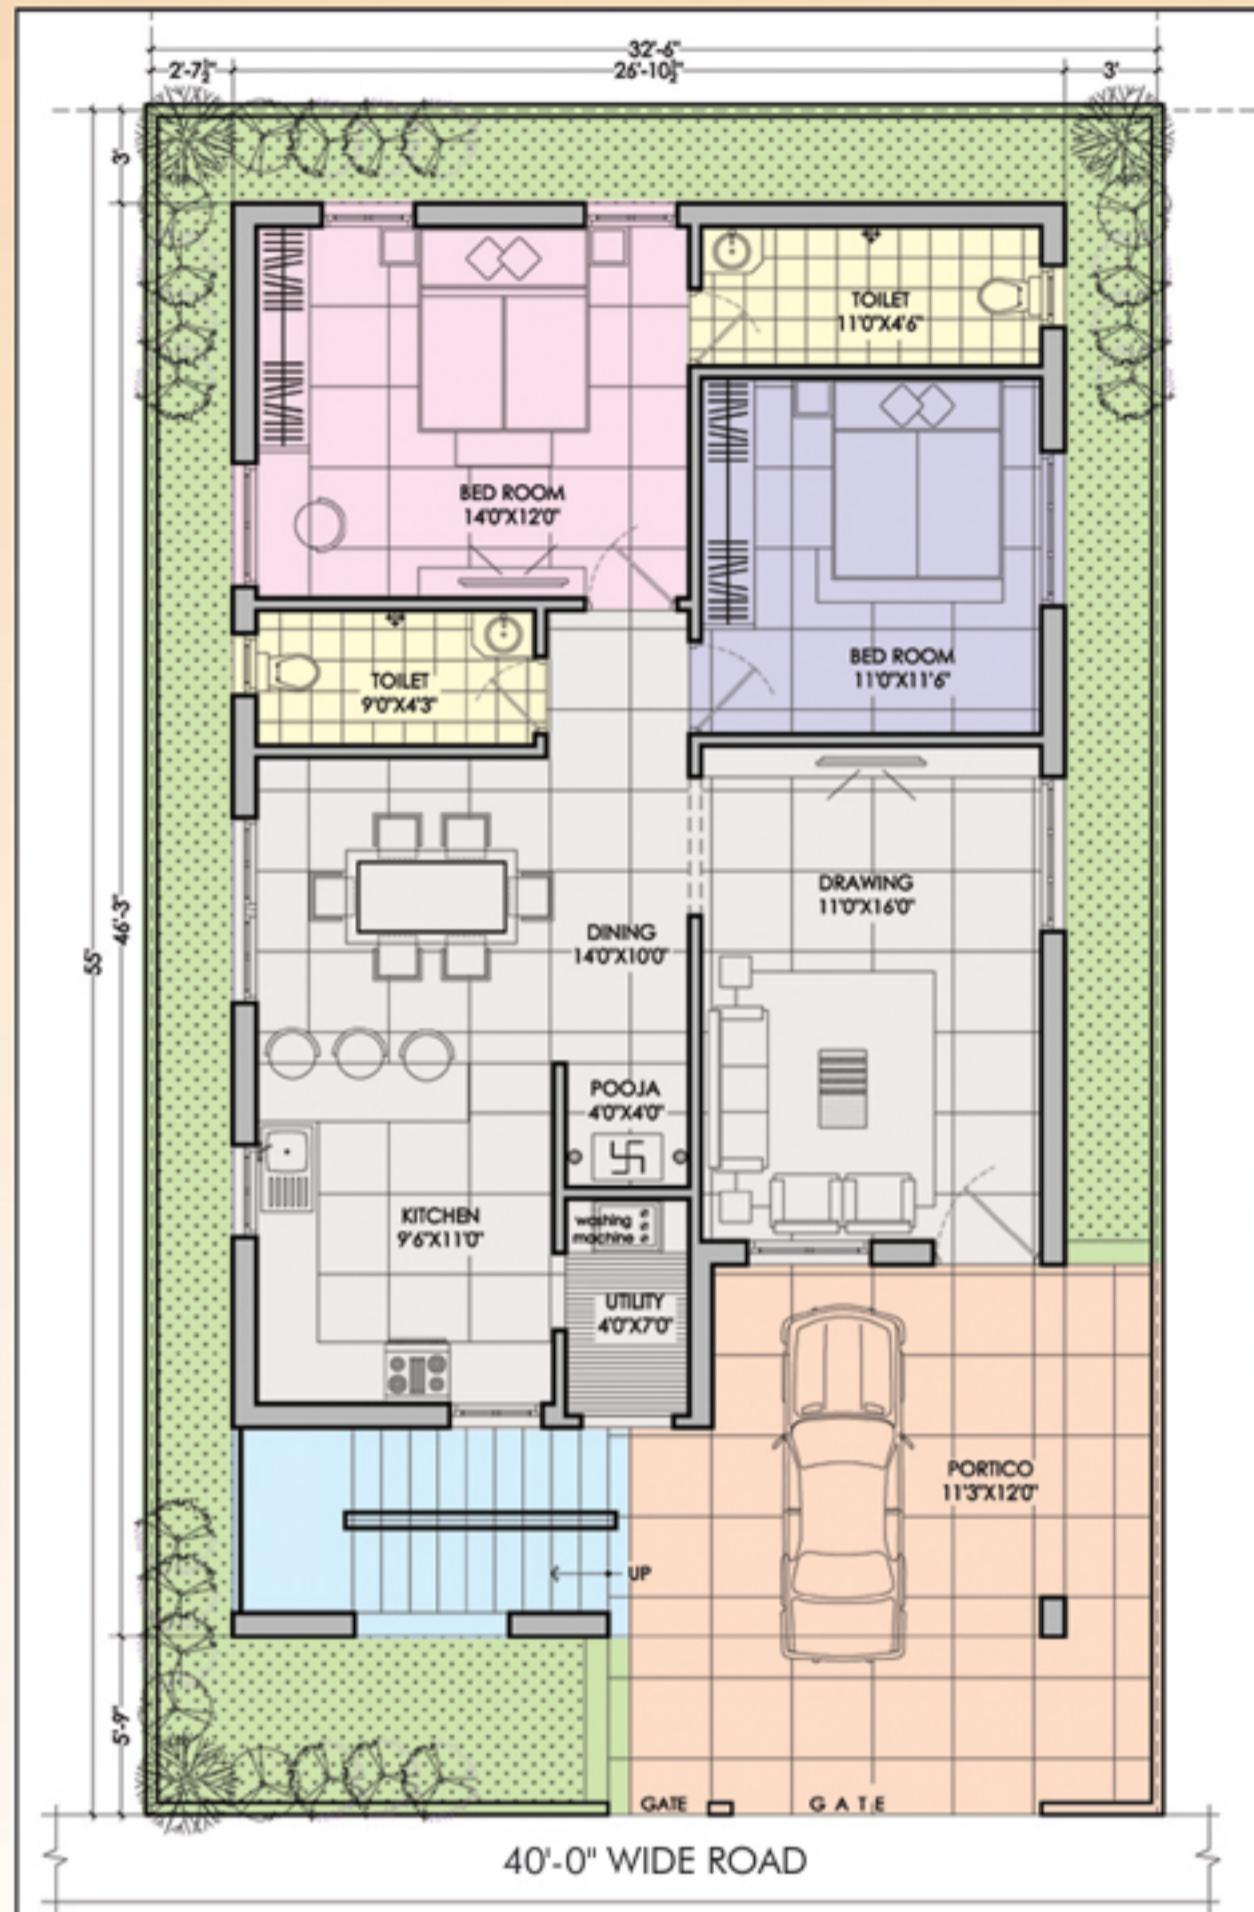 32'-6"
2'-7½"
26'-10½"
3'
3'
TOILET
11'0"X4'6"
BED ROOM
14'0"X12'0"
BED ROOM
11'0"X11'6"
TOILET
9'0"X4'3"
DRAWING
11'0"X16'0"
46'-3"
55'
DINING
14'0"X10'0"
POOJA
4'0"X4'0"
KITCHEN
9'6"X11'0"
washing
machine
UTILITY
4'0"X7'0"
PORTICO
11'3"X12'0"
UP
5'-9"
GATE
GATE
40'-0" WIDE ROAD